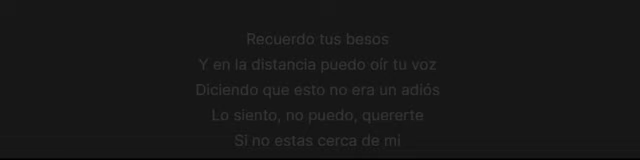 Recuerdo tus besos
Y en la distancia puedo oír tu voz
Diciendo que esto no era un adiós
Lo siento, no puedo, quererte
Si no estas cerca de mi